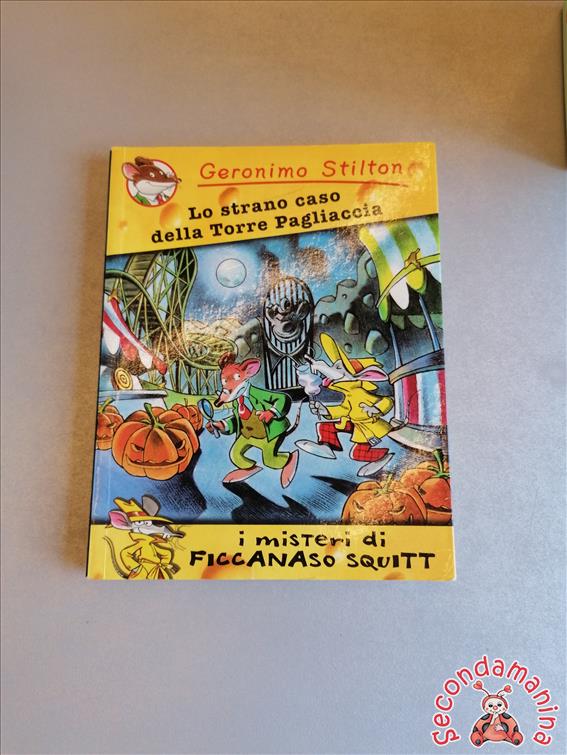 Geronimo Stilton
Lo strano caso
della Torre Pagliaccia
i misteri di
FICCANASO SQUITT
Secondamanina